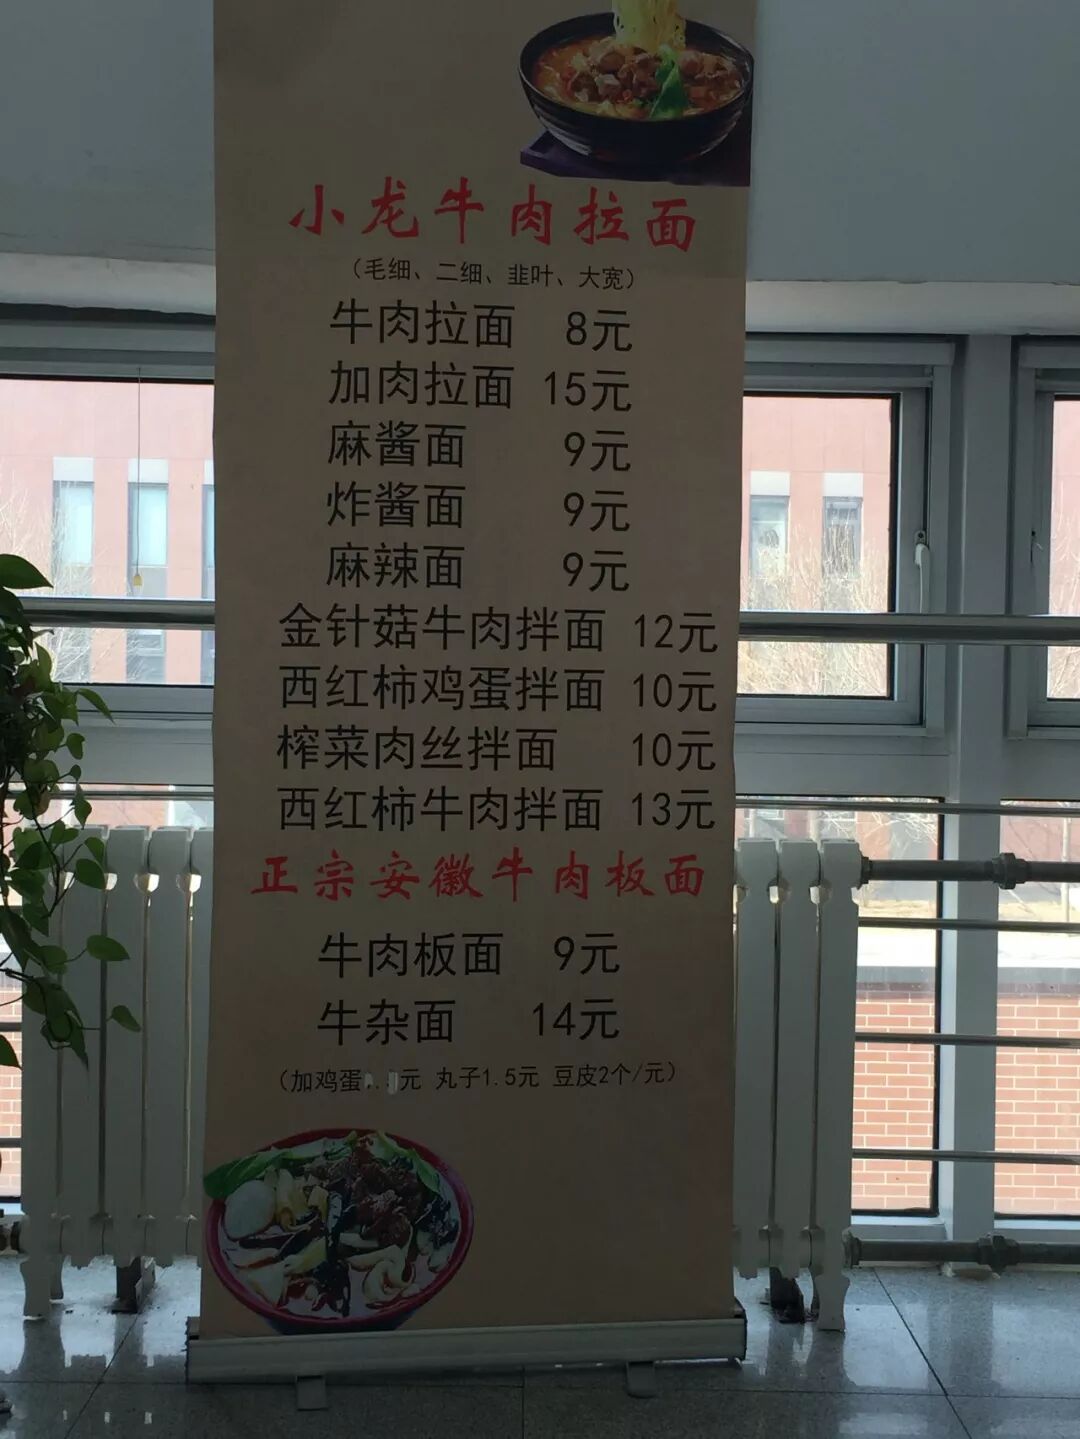 小龙牛肉拉面
（毛细、二细、韭叶、大宽）
牛肉拉面 8元
加肉拉面 15元
麻酱面 9元
炸酱面 9元
麻辣面 9元
金针菇牛肉拌面 12元
西红柿鸡蛋拌面 10元
榨菜肉丝拌面 10元
西红柿牛肉拌面 13元
正宗安徽牛肉板面
牛肉板面 9元
牛杂面 14元
（加鸡蛋 元 丸子1.5元 豆皮2个/元）